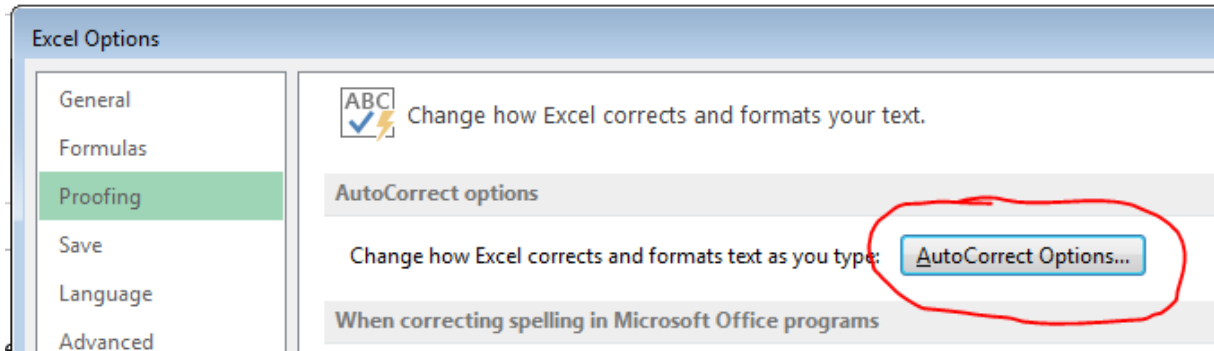 Excel Options
General
Formulas
Proofing
Save
Language
Advanced
ABC
Change how Excel corrects and formats your text.
AutoCorrect options
Change how Excel corrects and formats text as you type:
AutoCorrect Options...
When correcting spelling in Microsoft Office programs